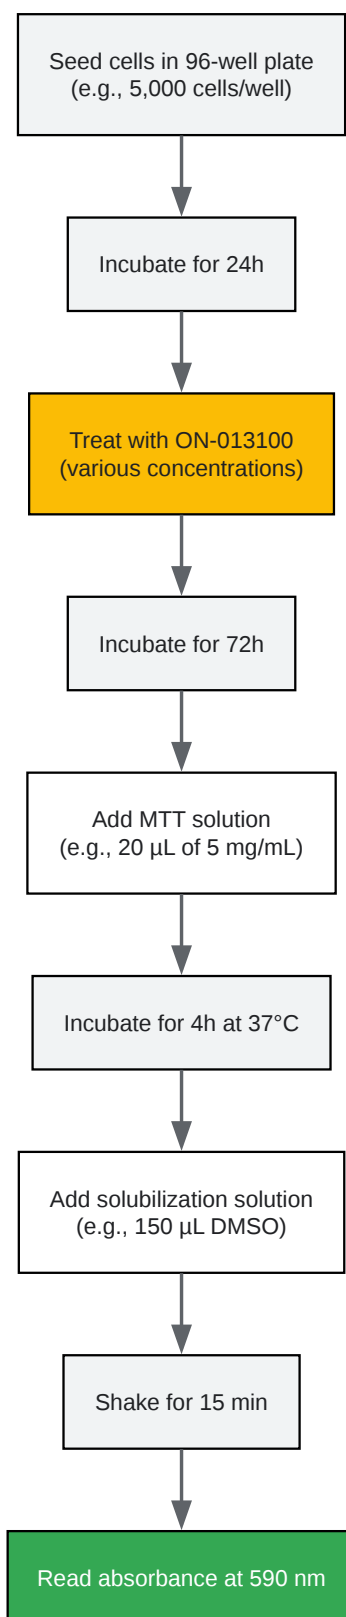 Seed cells in 96-well plate
(e.g., 5,000 cells/well)
Incubate for 24h
Treat with ON-013100
(various concentrations)
Incubate for 72h
Add MTT solution
(e.g., 20 µL of 5 mg/mL)
Incubate for 4h at 37°C
Add solubilization solution
(e.g., 150 µL DMSO)
Shake for 15 min
Read absorbance at 590 nm